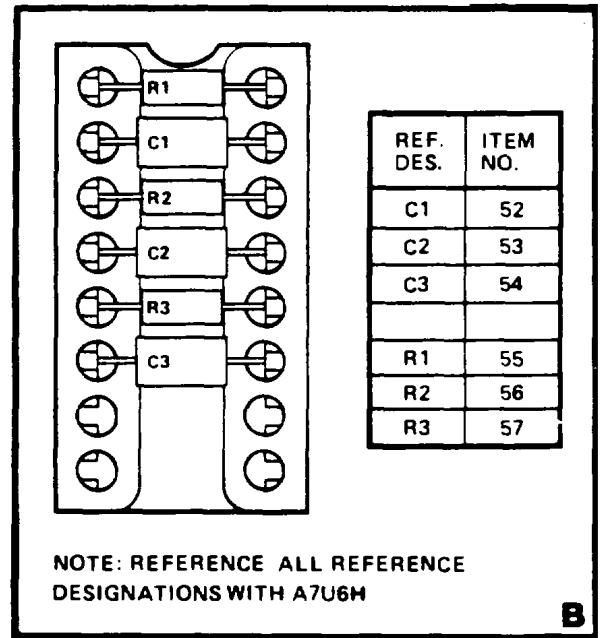 R1
C1
R2
C2
R3
C3
REF. DES. ITEM NO.
C1 52
C2 53
C3 54
R1 55
R2 56
R3 57
NOTE: REFERENCE ALL REFERENCE
DESIGNATIONS WITH A7U6H
B